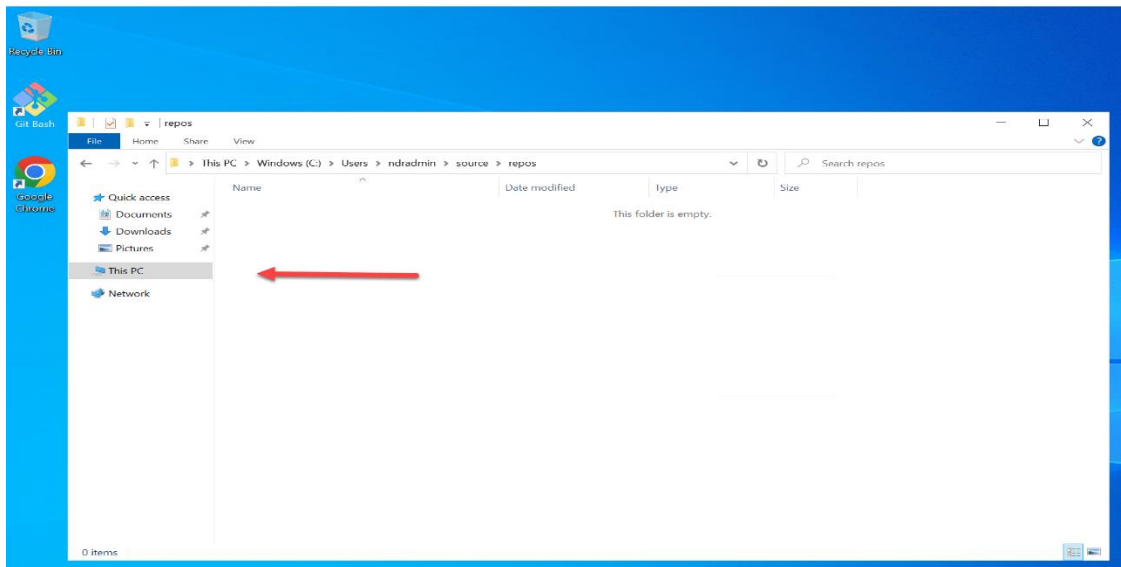 Recycle Bin
Git Bash
Google
Chrome
repos
File Home Share View
This PC > Windows (C:) > Users > ndradmin > source > repos
Search repos
Name Date modified Type Size
This folder is empty.
Quick access
Documents
Downloads
Pictures
This PC
Network
0 items